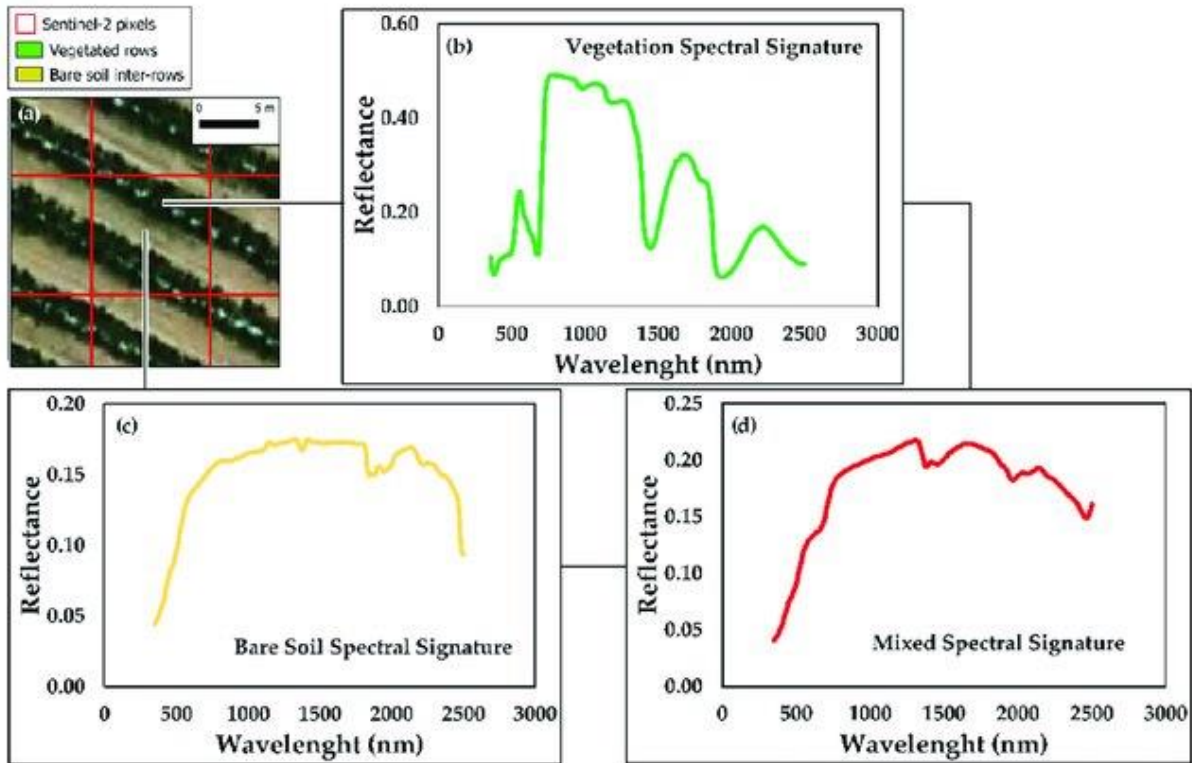 Sentinel-2 pixels
Vegetated rows
Bare soil inter-rows
(a)
0 5 m
(b)
Vegetation Spectral Signature
Reflectance
0.60
0.40
0.20
0.00
0 500 1000 1500 2000 2500 3000
Wavelenght (nm)
(c)
Bare Soil Spectral Signature
Reflectance
0.20
0.15
0.10
0.05
0.00
0 500 1000 1500 2000 2500 3000
Wavelenght (nm)
(d)
Mixed Spectral Signature
Reflectance
0.25
0.20
0.15
0.10
0.05
0.00
0 500 1000 1500 2000 2500 3000
Wavelenght (nm)